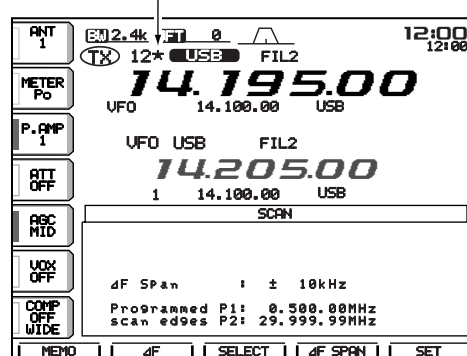 ANT
1
BW 2.4k SFT 0
12:00
12:00
TX 12* USB FIL2
METER
Po
14.195.00
VFO 14.100.00 USB
P.AMP
1
VFO USB FIL2
ATT
OFF
14.205.00
1 14.100.00 USB
AGC
MID
SCAN
VOX
OFF
⊿F SPan : ± 10kHz
COMP
OFF
WIDE
Programmed P1: 0.500.00MHz
scan edges P2: 29.999.99MHz
MEMO ⊿F SELECT ⊿F SPAN SET